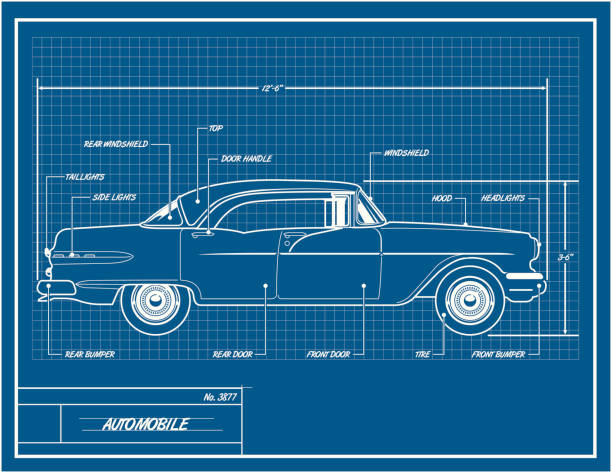 12'-6"
TOP
REAR WINDSHIELD
WINDSHIELD
DOOR HANDLE
TAILLIGHTS
SIDE LIGHTS
HOOD
HEADLIGHTS
3-6"
REAR BUMPER
REAR DOOR
FRONT DOOR
TIRE
FRONT BUMPER
No. 3877
AUTOMOBILE